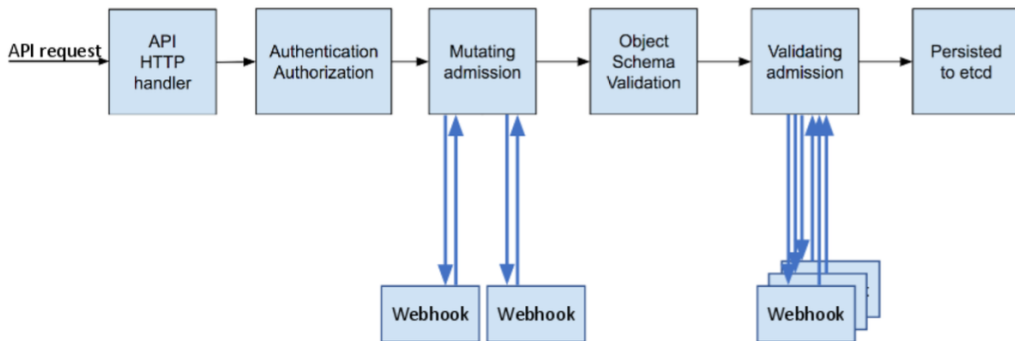 API request
API
HTTP
handler
Authentication
Authorization
Mutating
admission
Object
Schema
Validation
Validating
admission
Persisted
to etcd
Webhook
Webhook
Webhook